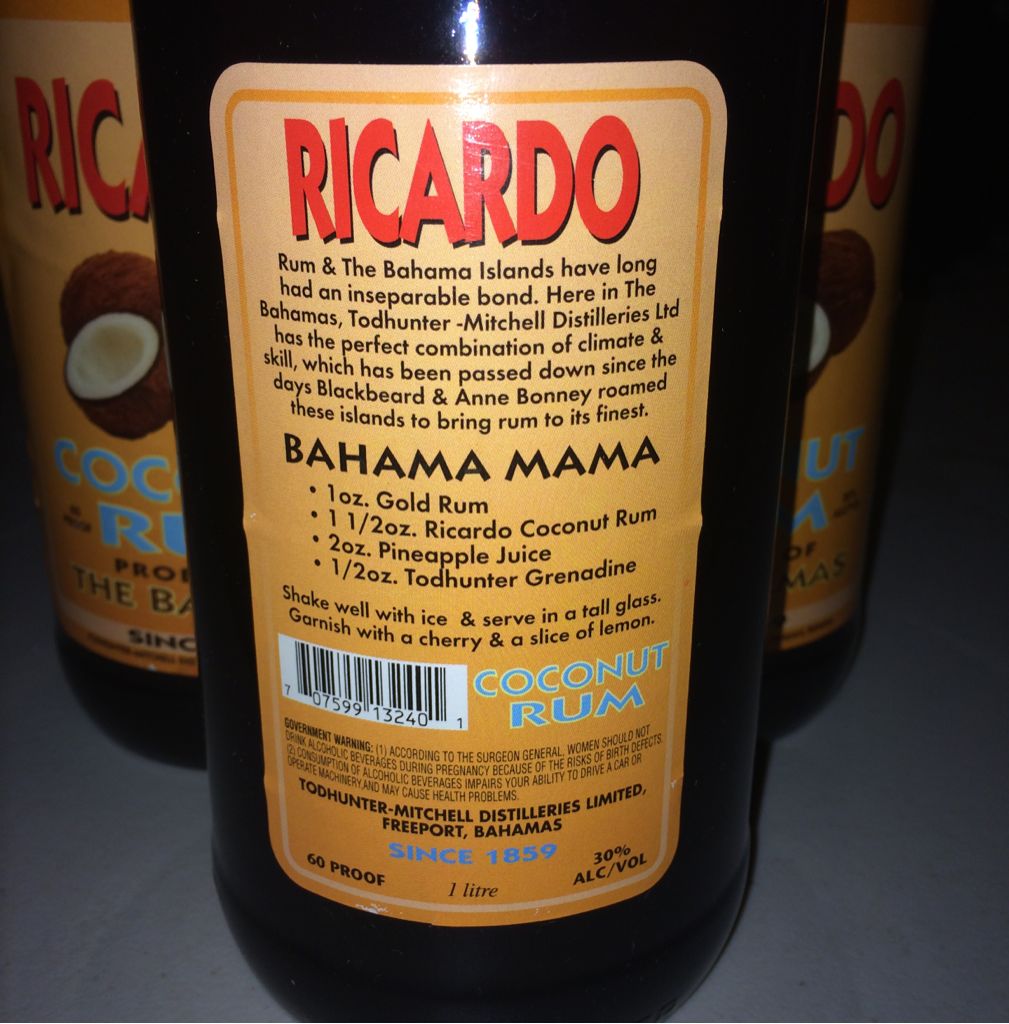 RICARDO
Rum & The Bahama Islands have long
had an inseparable bond. Here in The
Bahamas, Todhunter -Mitchell Distilleries Ltd
has the perfect combination of climate &
skill, which has been passed down since the
days Blackbeard & Anne Bonney roamed
these islands to bring rum to its finest.
BAHAMA MAMA
• 1oz. Gold Rum
• 1 1/2oz. Ricardo Coconut Rum
• 2oz. Pineapple Juice
• 1/2oz. Todhunter Grenadine
Shake well with ice & serve in a tall glass.
Garnish with a cherry & a slice of lemon.
7 07599 13240 1
COCONUT
RUM
GOVERNMENT WARNING: (1) ACCORDING TO THE SURGEON GENERAL, WOMEN SHOULD NOT
DRINK ALCOHOLIC BEVERAGES DURING PREGNANCY BECAUSE OF THE RISKS OF BIRTH DEFECTS.
(2) CONSUMPTION OF ALCOHOLIC BEVERAGES IMPAIRS YOUR ABILITY TO DRIVE A CAR OR
OPERATE MACHINERY, AND MAY CAUSE HEALTH PROBLEMS.
TODHUNTER-MITCHELL DISTILLERIES LIMITED,
FREEPORT, BAHAMAS
SINCE 1859
60 PROOF
1 litre
30%
ALC/VOL
RICA
COC
RU
PROD
THE BA
SINC
DO
UT
M
OF
MAS